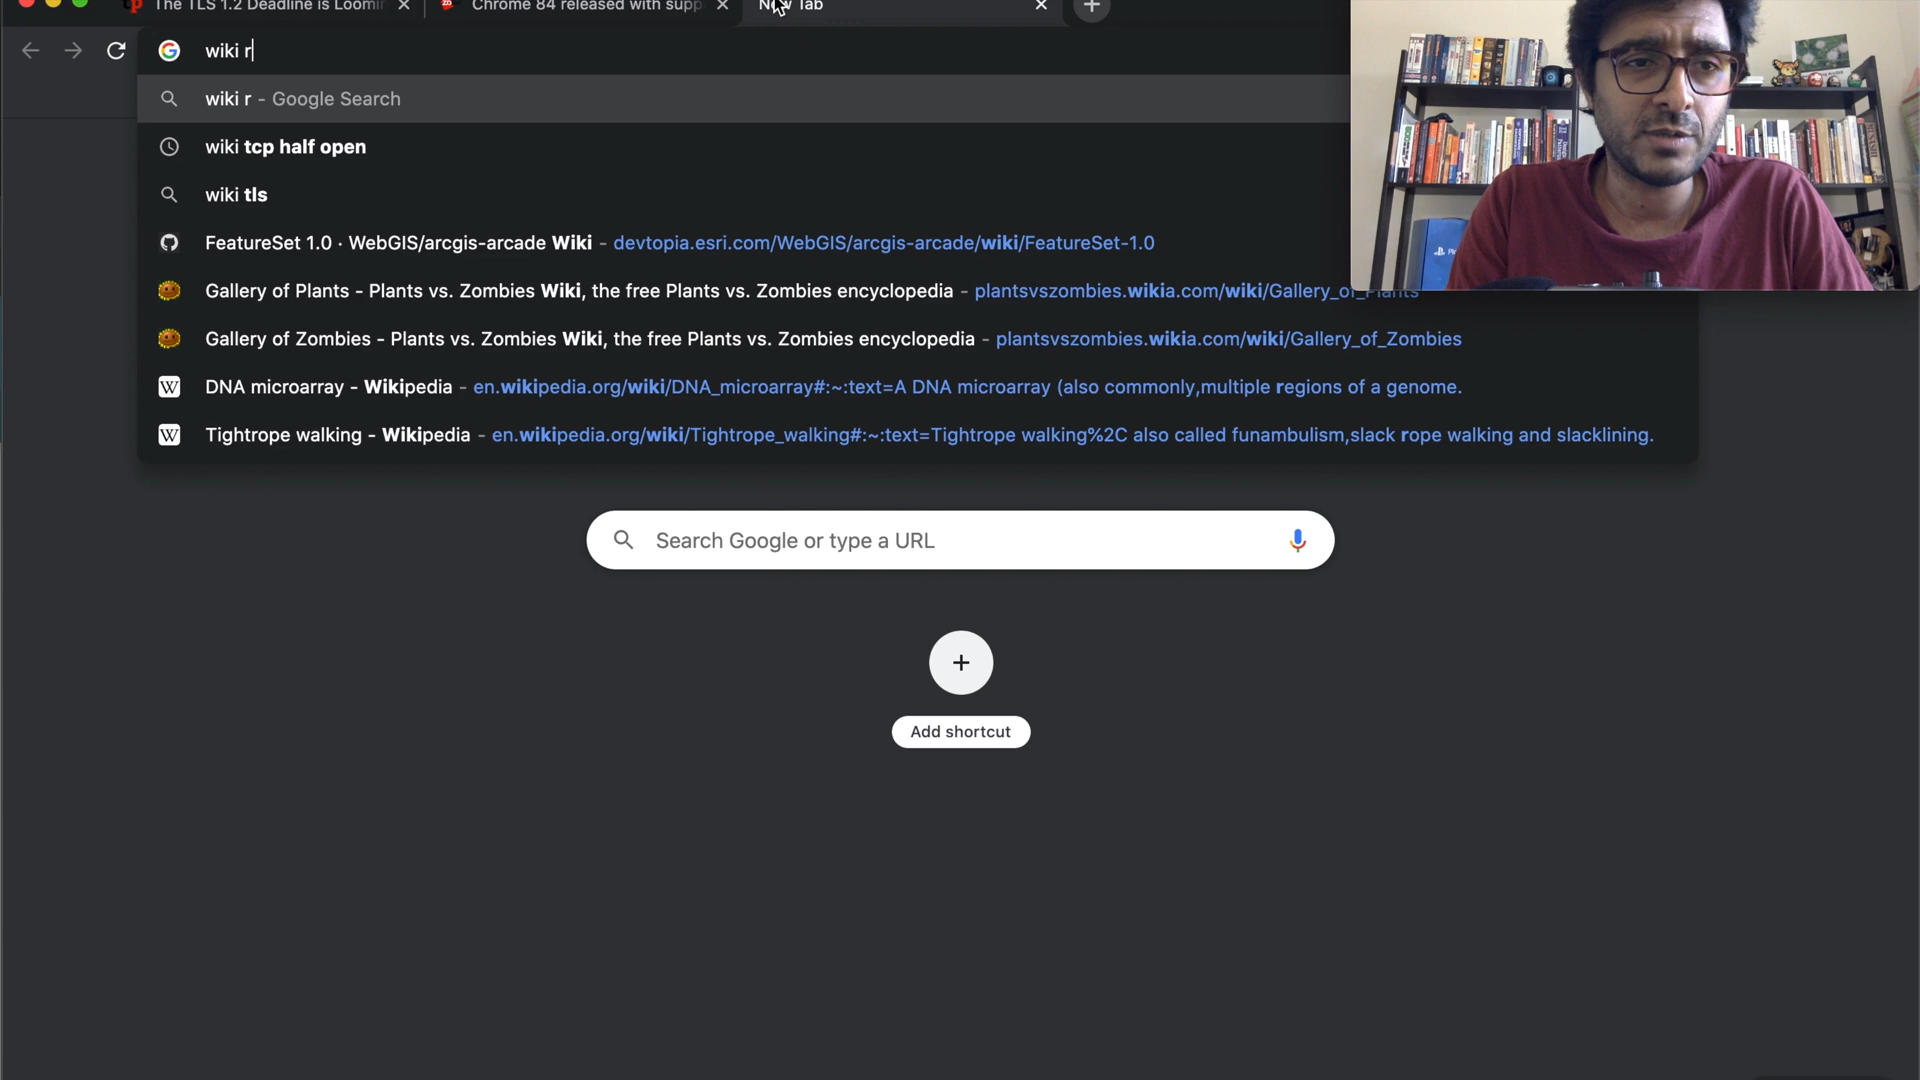 The TLS 1.2 Deadline is Loomin
Chrome 84 released with supp
New Tab
wiki r
wiki r - Google Search
wiki tcp half open
wiki tls
FeatureSet 1.0 · WebGIS/arcgis-arcade Wiki - devtopia.esri.com/WebGIS/arcgis-arcade/wiki/FeatureSet-1.0
Gallery of Plants - Plants vs. Zombies Wiki, the free Plants vs. Zombies encyclopedia - plantsvszombies.wikia.com/wiki/Gallery_of_Plants
Gallery of Zombies - Plants vs. Zombies Wiki, the free Plants vs. Zombies encyclopedia - plantsvszombies.wikia.com/wiki/Gallery_of_Zombies
DNA microarray - Wikipedia - en.wikipedia.org/wiki/DNA_microarray#:~:text=A DNA microarray (also commonly,multiple regions of a genome.
Tightrope walking - Wikipedia - en.wikipedia.org/wiki/Tightrope_walking#:~:text=Tightrope walking%2C also called funambulism,slack rope walking and slacklining.
Search Google or type a URL
Add shortcut